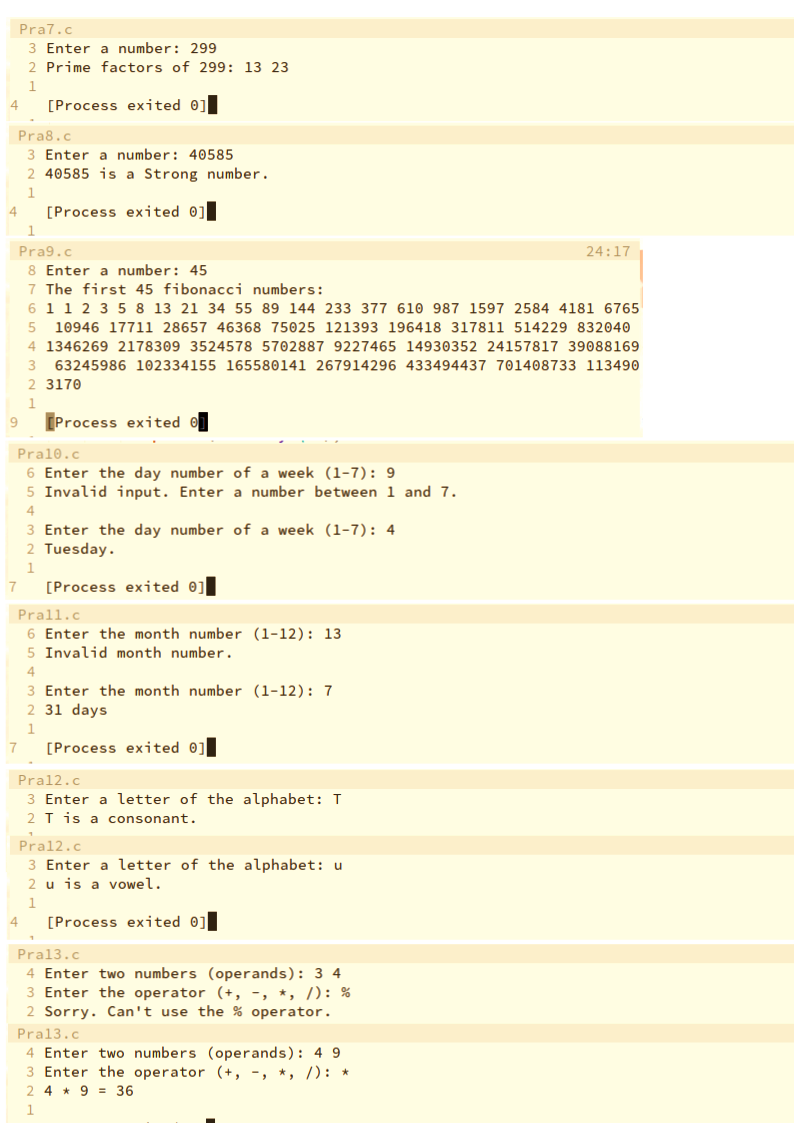 Pra7.c
3 Enter a number: 299
2 Prime factors of 299: 13 23
1
4 [Process exited 0]
Pra8.c
3 Enter a number: 40585
2 40585 is a Strong number.
1
4 [Process exited 0]
1
Pra9.c 24:17
8 Enter a number: 45
7 The first 45 fibonacci numbers:
6 1 1 2 3 5 8 13 21 34 55 89 144 233 377 610 987 1597 2584 4181 6765
5 10946 17711 28657 46368 75025 121393 196418 317811 514229 832040
4 1346269 2178309 3524578 5702887 9227465 14930352 24157817 39088169
3 63245986 102334155 165580141 267914296 433494437 701408733 113490
2 3170
1
9 [Process exited 0]
Pra10.c
6 Enter the day number of a week (1-7): 9
5 Invalid input. Enter a number between 1 and 7.
4
3 Enter the day number of a week (1-7): 4
2 Tuesday.
1
7 [Process exited 0]
Pra11.c
6 Enter the month number (1-12): 13
5 Invalid month number.
4
3 Enter the month number (1-12): 7
2 31 days
1
7 [Process exited 0]
Pra12.c
3 Enter a letter of the alphabet: T
2 T is a consonant.
Pra12.c
3 Enter a letter of the alphabet: u
2 u is a vowel.
1
4 [Process exited 0]
Pra13.c
4 Enter two numbers (operands): 3 4
3 Enter the operator (+, -, *, /): %
2 Sorry. Can't use the % operator.
Pra13.c
4 Enter two numbers (operands): 4 9
3 Enter the operator (+, -, *, /): *
2 4 * 9 = 36
1